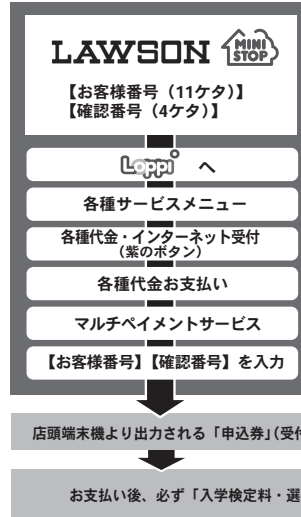 LAWSON MINI STOP
【お客様番号（11ケタ）】
【確認番号（4ケタ）】
Loppi へ
各種サービスメニュー
各種代金・インターネット受付
（紫のボタン）
各種代金お支払い
マルチペイメントサービス
【お客様番号】【確認番号】を入力
店頭端末機より出力される「申込券」（受付
お支払い後、必ず「入学検定料・選